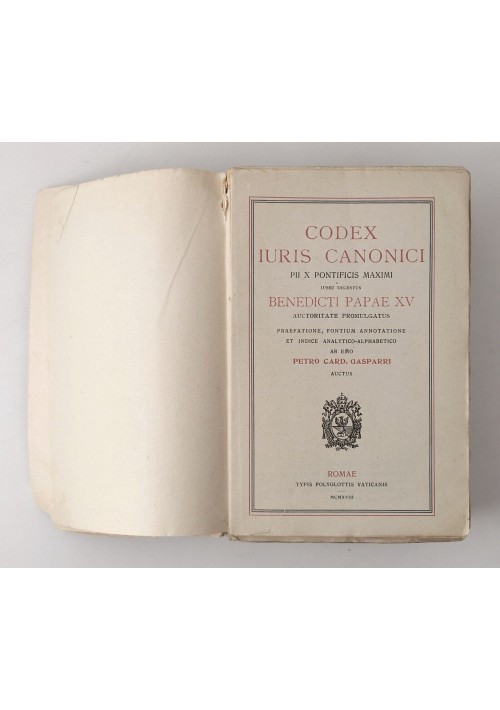 CODEX
IURIS CANONICI
PII X PONTIFICIS MAXIMI
IUSSU DIGESTUS
BENEDICTI PAPAE XV
AUCTORITATE PROMULGATUS
PRAEFATIONE, FONTIUM ANNOTATIONE
ET INDICE ANALYTICO-ALPHABETICO
AB EMO
PETRO CARD. GASPARRI
AUCTUS
ROMAE
TYPIS POLYGLOTTIS VATICANIS
MCMXVIII